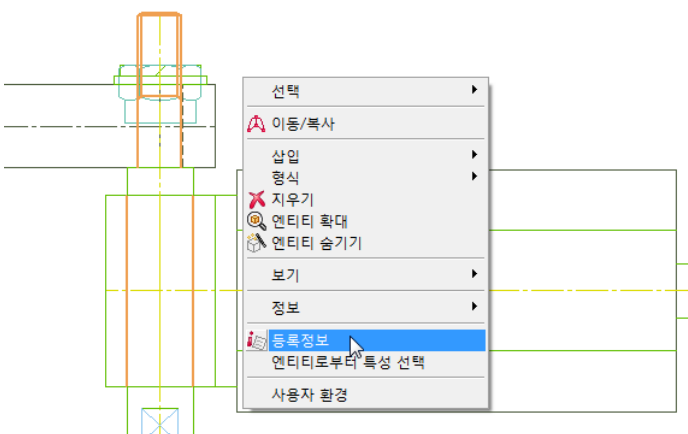 선택
이동/복사
삽입
형식
지우기
엔티티 확대
엔티티 숨기기
보기
정보
등록정보
엔티티로부터 특성 선택
사용자 환경